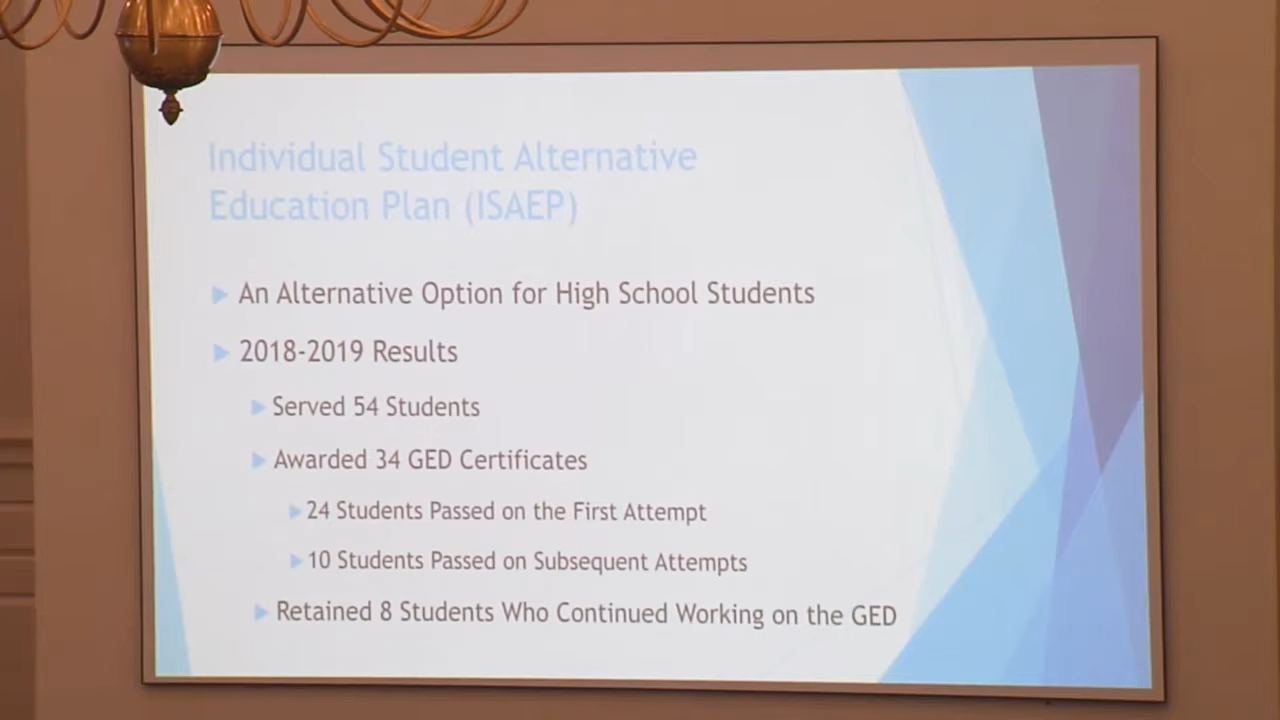 Individual Student Alternative
Education Plan (ISAEP)
An Alternative Option for High School Students
2018-2019 Results
Served 54 Students
Awarded 34 GED Certificates
24 Students Passed on the First Attempt
10 Students Passed on Subsequent Attempts
Retained 8 Students Who Continued Working on the GED